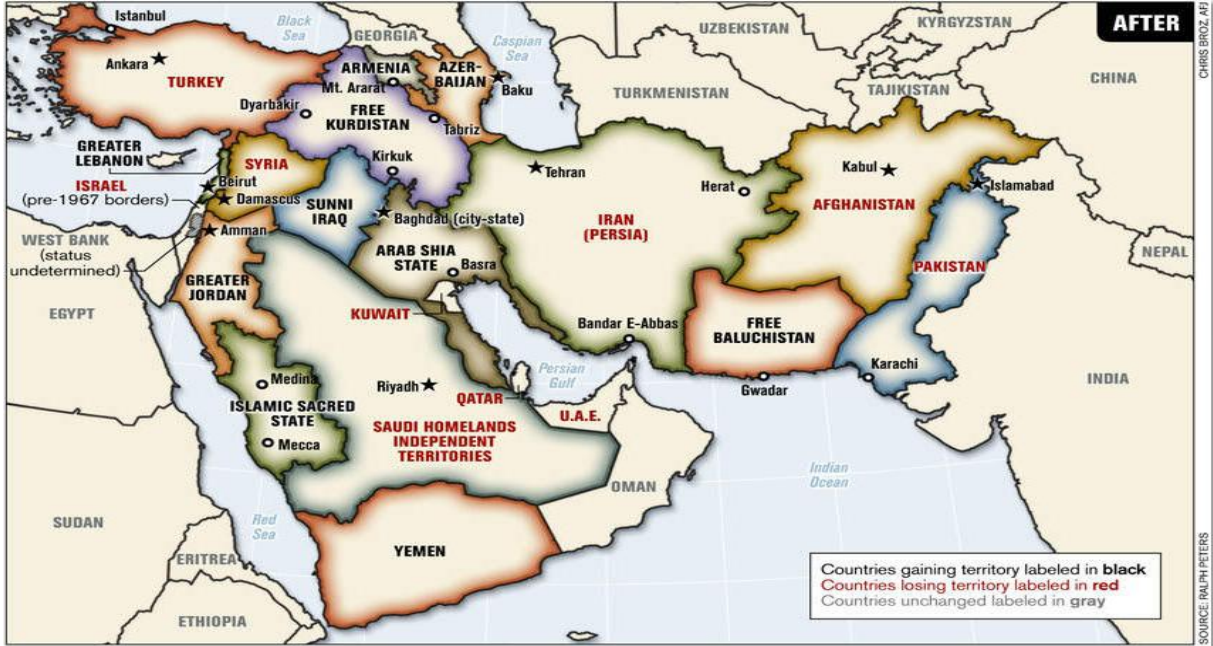 AFTER
CHRIS BROZ, AFJ
Istanbul
Black
Sea
GEORGIA
Caspian
Sea
UZBEKISTAN
KYRGYZSTAN
Ankara
TURKEY
ARMENIA
Mt. Ararat
AZER-
BAIJAN
Baku
TURKMENISTAN
TAJIKISTAN
CHINA
Dyarbakir
FREE
KURDISTAN
Tabriz
GREATER
LEBANON
SYRIA
Kirkuk
Tehran
Herat
Kabul
Islamabad
ISRAEL
(pre-1967 borders)
Beirut
Damascus
SUNNI
IRAQ
Baghdad (city-state)
IRAN
(PERSIA)
AFGHANISTAN
WEST BANK
(status
undetermined)
Amman
ARAB SHIA
STATE
Basra
PAKISTAN
NEPAL
GREATER
JORDAN
EGYPT
KUWAIT
Bandar E-Abbas
FREE
BALUCHISTAN
Karachi
Gwadar
INDIA
Persian
Gulf
Medina
Riyadh
QATAR
ISLAMIC SACRED
STATE
Mecca
U.A.E.
SAUDI HOMELANDS
INDEPENDENT
TERRITORIES
OMAN
Indian
Ocean
SUDAN
Red
Sea
YEMEN
ERITREA
ETHIOPIA
Countries gaining territory labeled in black
Countries losing territory labeled in red
Countries unchanged labeled in gray
SOURCE: RALPH PETERS